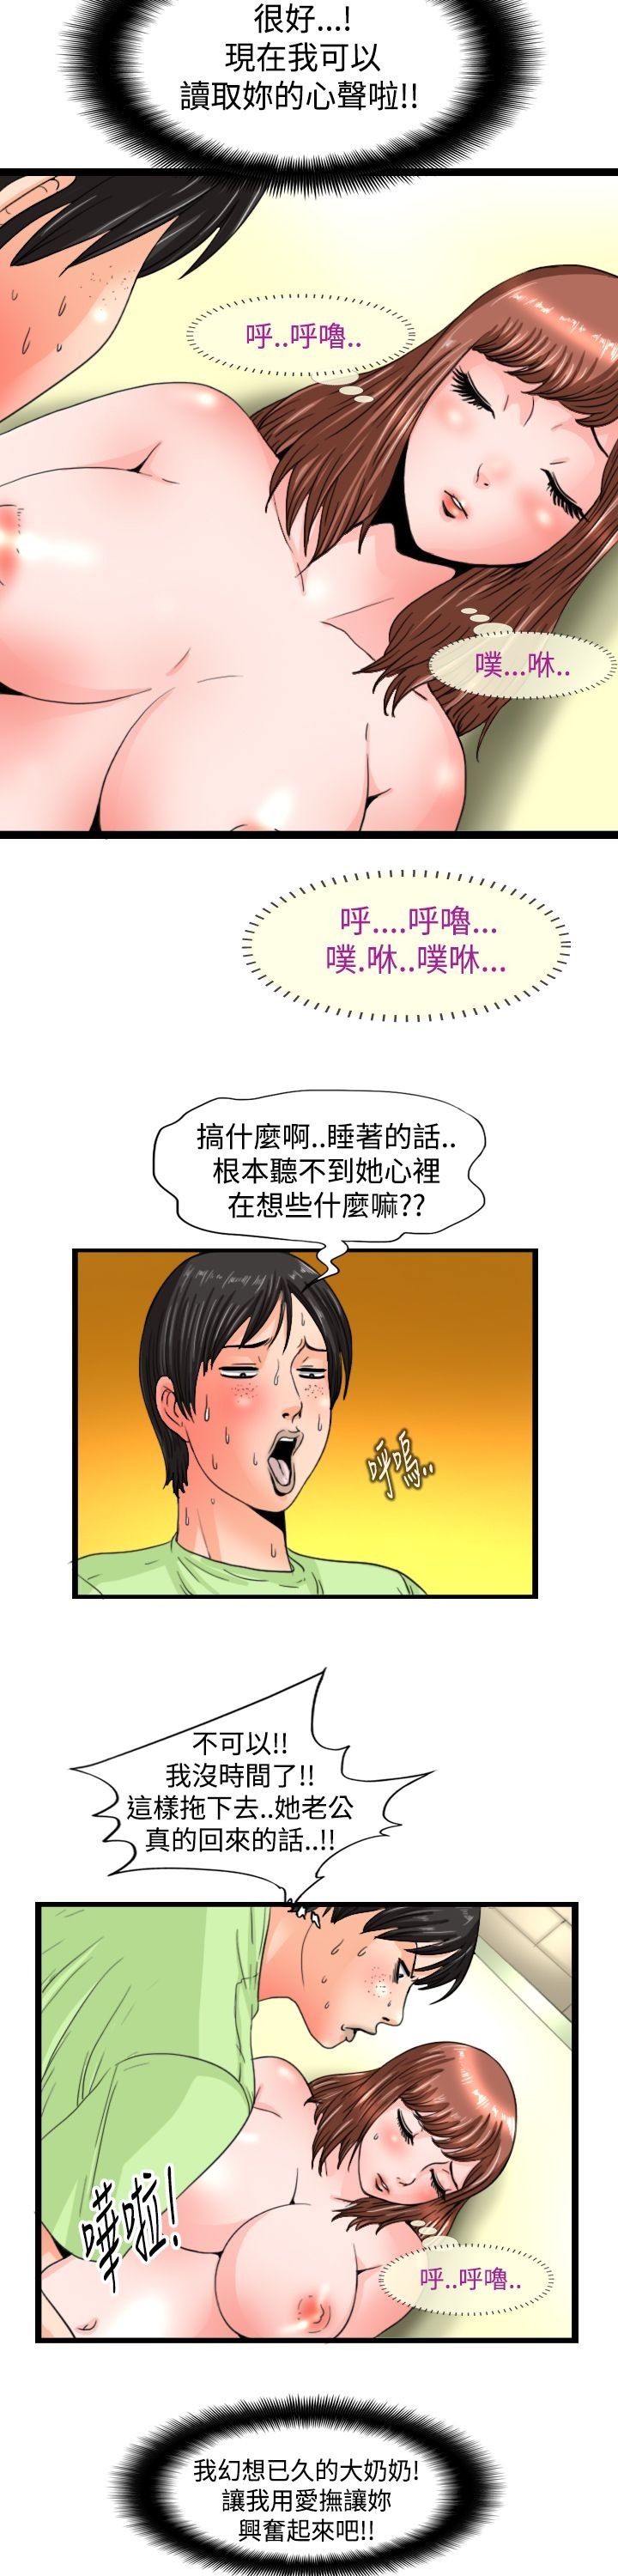 很好...!
現在我可以
讀取妳的心聲啦!!
呼..呼嚕..
噗...咻..
呼....呼嚕...
噗.咻..噗咻...
搞什麼啊..睡著的話..
根本聽不到她心裡
在想些什麼嘛??
呼嗚..
不可以!!
我沒時間了!!
這樣拖下去..她老公
真的回來的話..!!
嘩啦!
呼..呼嚕..
我幻想已久的大奶奶!
讓我用愛撫讓妳
興奮起來吧!!